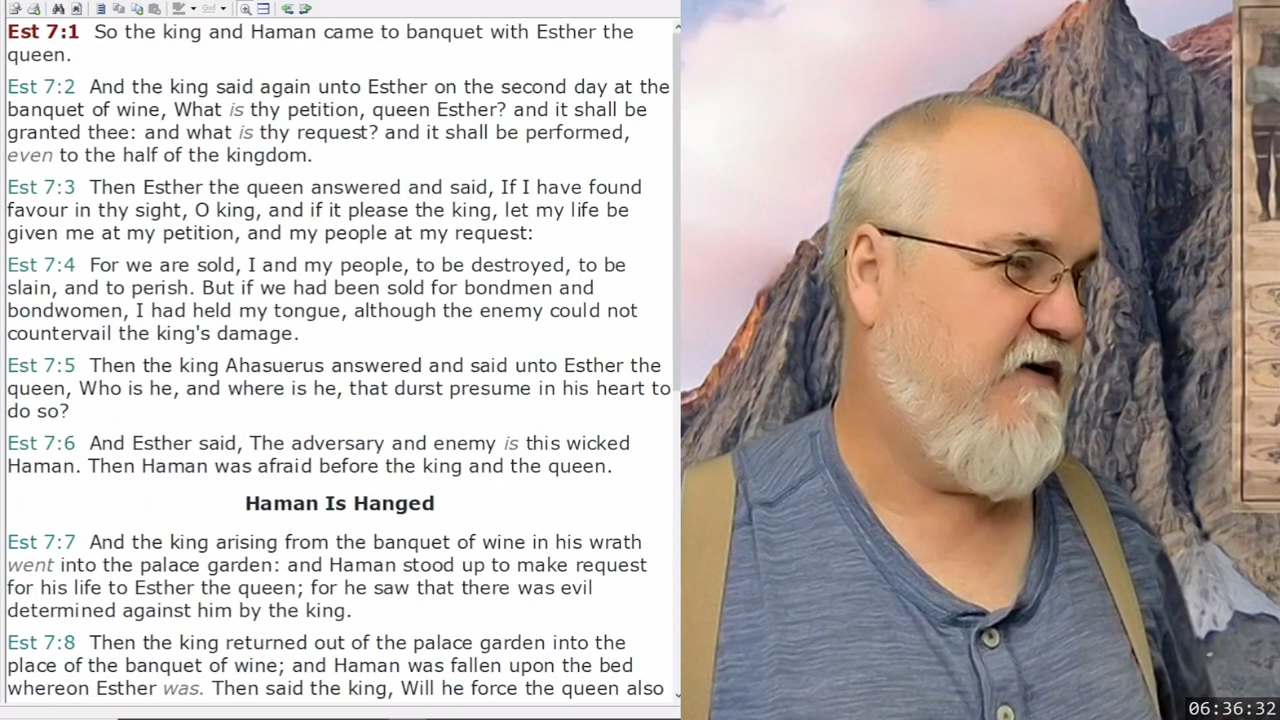 Est 7:1 So the king and Haman came to banquet with Esther the
queen.
Est 7:2 And the king said again unto Esther on the second day at the
banquet of wine, What is thy petition, queen Esther? and it shall be
granted thee: and what is thy request? and it shall be performed,
even to the half of the kingdom.
Est 7:3 Then Esther the queen answered and said, If I have found
favour in thy sight, O king, and if it please the king, let my life be
given me at my petition, and my people at my request:
Est 7:4 For we are sold, I and my people, to be destroyed, to be
slain, and to perish. But if we had been sold for bondmen and
bondwomen, I had held my tongue, although the enemy could not
countervail the king's damage.
Est 7:5 Then the king Ahasuerus answered and said unto Esther the
queen, Who is he, and where is he, that durst presume in his heart to
do so?
Est 7:6 And Esther said, The adversary and enemy is this wicked
Haman. Then Haman was afraid before the king and the queen.
Haman Is Hanged
Est 7:7 And the king arising from the banquet of wine in his wrath
went into the palace garden: and Haman stood up to make request
for his life to Esther the queen; for he saw that there was evil
determined against him by the king.
Est 7:8 Then the king returned out of the palace garden into the
place of the banquet of wine; and Haman was fallen upon the bed
whereon Esther was. Then said the king, Will he force the queen also
06:36:32